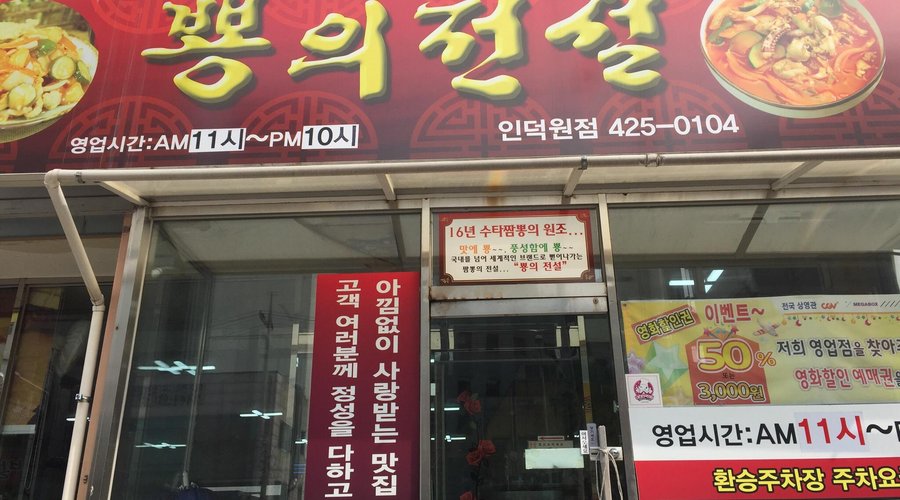 뽕의전설
영업시간:AM11시~PM10시
인덕원점 425-0104
16년 수타짬뽕의 원조...
맛에 뽕~~, 풍성함에 뽕~~
국내를 넘어 세계적인 브랜드로 뻗어나가는
짬뽕의 전설... "뽕의 전설"
아낌없이 사랑받는 맛집
고객 여러분께 정성을 다하고
영화할인권
이벤트~
전국 상영관 CGV MEGABOX
50%
또는
3,000원
저희 영업점을 찾아주
영화할인 예매권을
영업시간:AM11시~P
환승주차장 주차요